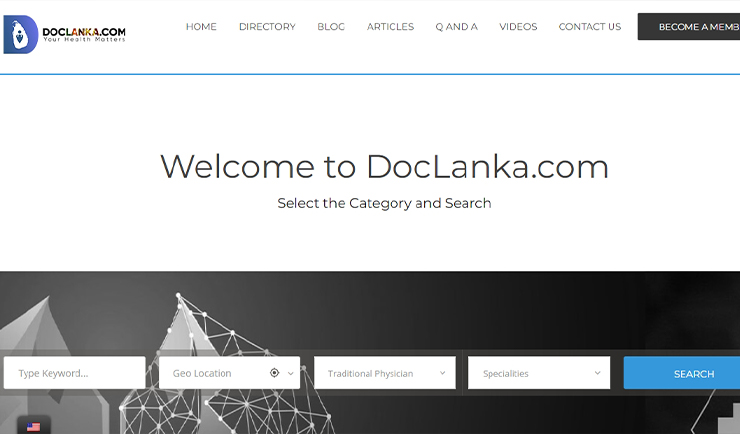 DOCLANKA.COM
Your Health Matters
HOME DIRECTORY BLOG ARTICLES Q AND A VIDEOS CONTACT US BECOME A MEMB
Welcome to DocLanka.com
Select the Category and Search
Type Keyword... Geo Location Traditional Physician Specialities SEARCH